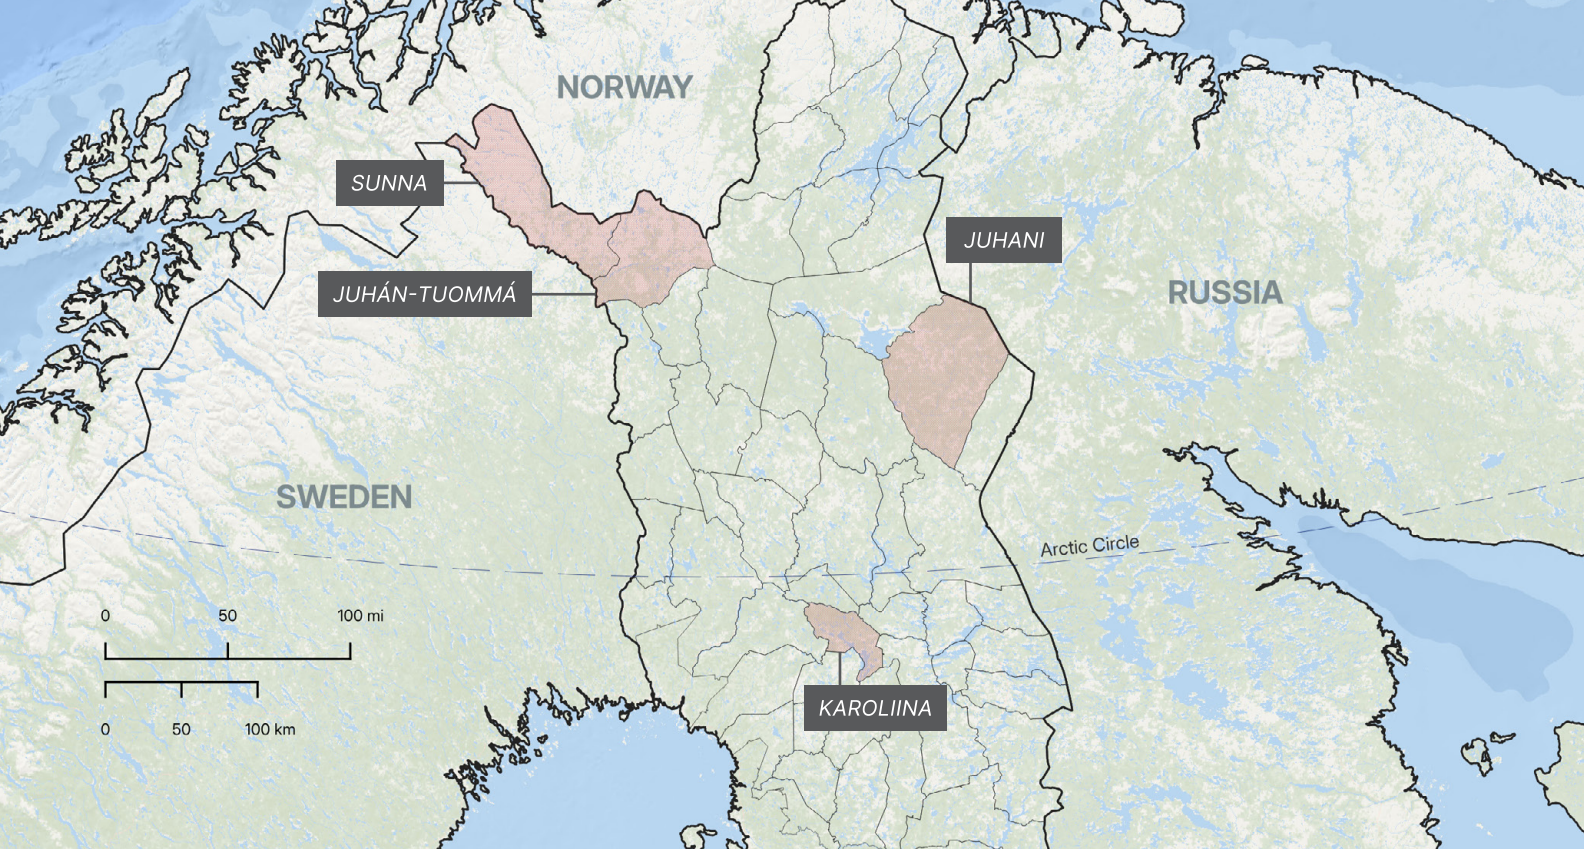 NORWAY
SUNNA
JUHANI
JUHÁN-TUOMMÁ
RUSSIA
SWEDEN
Arctic Circle
0 50 100 mi
KAROLIINA
0 50 100 km